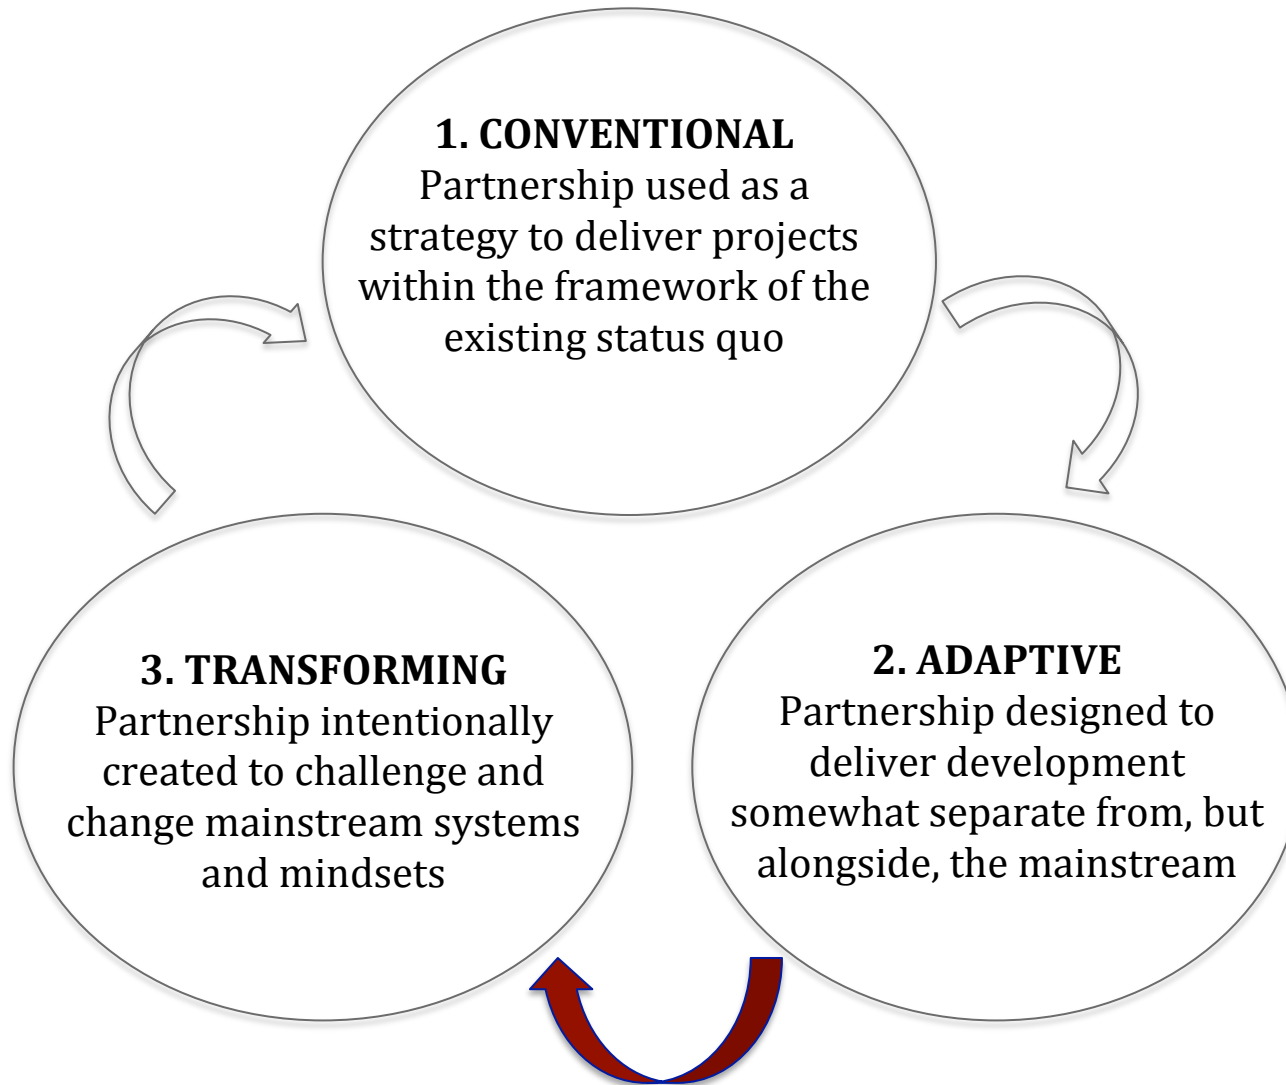 1. CONVENTIONAL
Partnership used as a
strategy to deliver projects
within the framework of the
existing status quo
2. ADAPTIVE
Partnership designed to
deliver development
somewhat separate from, but
alongside, the mainstream
3. TRANSFORMING
Partnership intentionally
created to challenge and
change mainstream systems
and mindsets